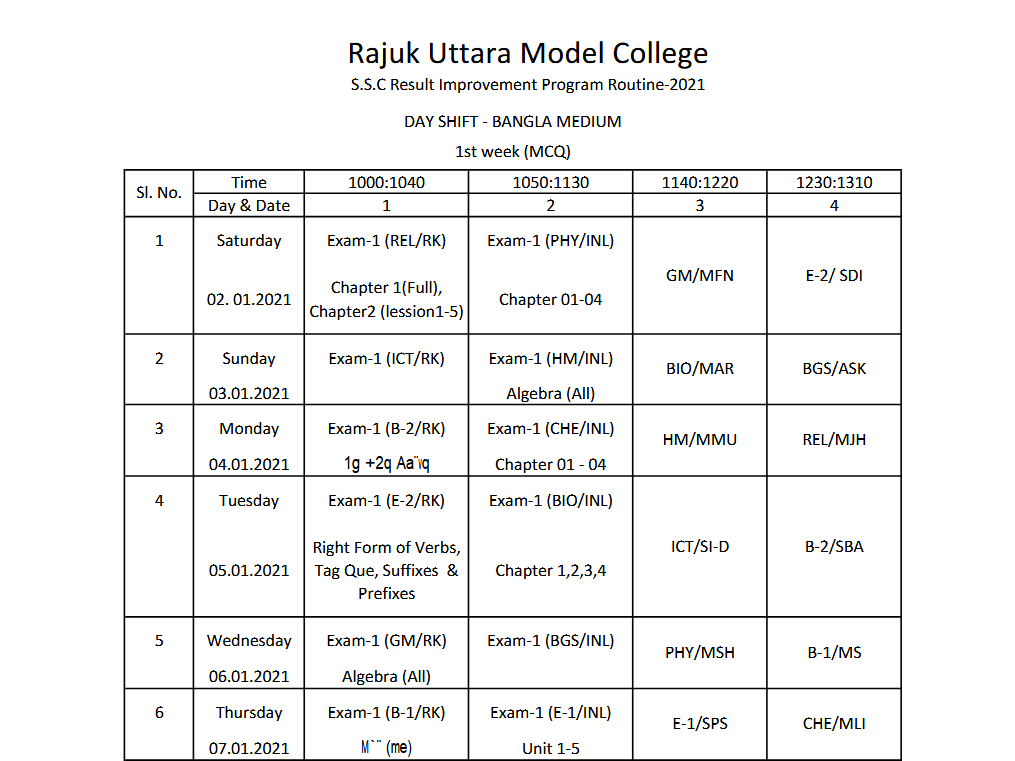 Rajuk Uttara Model College
S.S.C Result Improvement Program Routine-2021
DAY SHIFT - BANGLA MEDIUM
1st week (MCQ)
Sl. No. Time 1000:1040 1050:1130 1140:1220 1230:1310
Day & Date 1 2 3 4
1 Saturday Exam-1 (REL/RK) Exam-1 (PHY/INL)
GM/MFN E-2/ SDI
Chapter 1(Full),
02. 01.2021 Chapter 01-04
Chapter2 (lession1-5)
2 Sunday Exam-1 (ICT/RK) Exam-1 (HM/INL)
BIO/MAR BGS/ASK
03.01.2021 Algebra (All)
3 Monday Exam-1 (B-2/RK) Exam-1 (CHE/INL)
HM/MMU REL/MJH
04.01.2021 1g +2q Aa¨vq Chapter 01 - 04
4 Tuesday Exam-1 (E-2/RK) Exam-1 (BIO/INL)
ICT/SI-D B-2/SBA
Right Form of Verbs,
05.01.2021 Tag Que, Suffixes & Chapter 1,2,3,4
Prefixes
5 Wednesday Exam-1 (GM/RK) Exam-1 (BGS/INL)
PHY/MSH B-1/MS
06.01.2021 Algebra (All)
6 Thursday Exam-1 (B-1/RK) Exam-1 (E-1/INL)
E-1/SPS CHE/MLI
07.01.2021 M`¨ (me) Unit 1-5